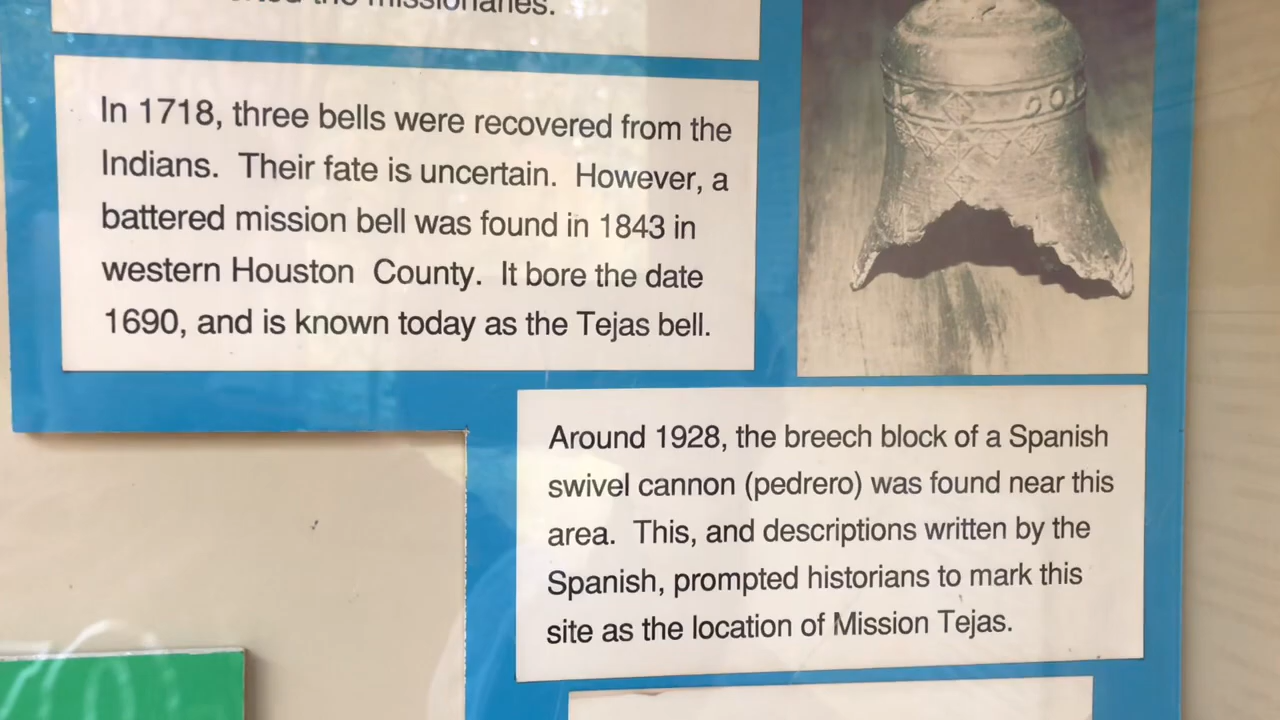 the missionaries.
In 1718, three bells were recovered from the
Indians. Their fate is uncertain. However, a
battered mission bell was found in 1843 in
western Houston County. It bore the date
1690, and is known today as the Tejas bell.
Around 1928, the breech block of a Spanish
swivel cannon (pedrero) was found near this
area. This, and descriptions written by the
Spanish, prompted historians to mark this
site as the location of Mission Tejas.